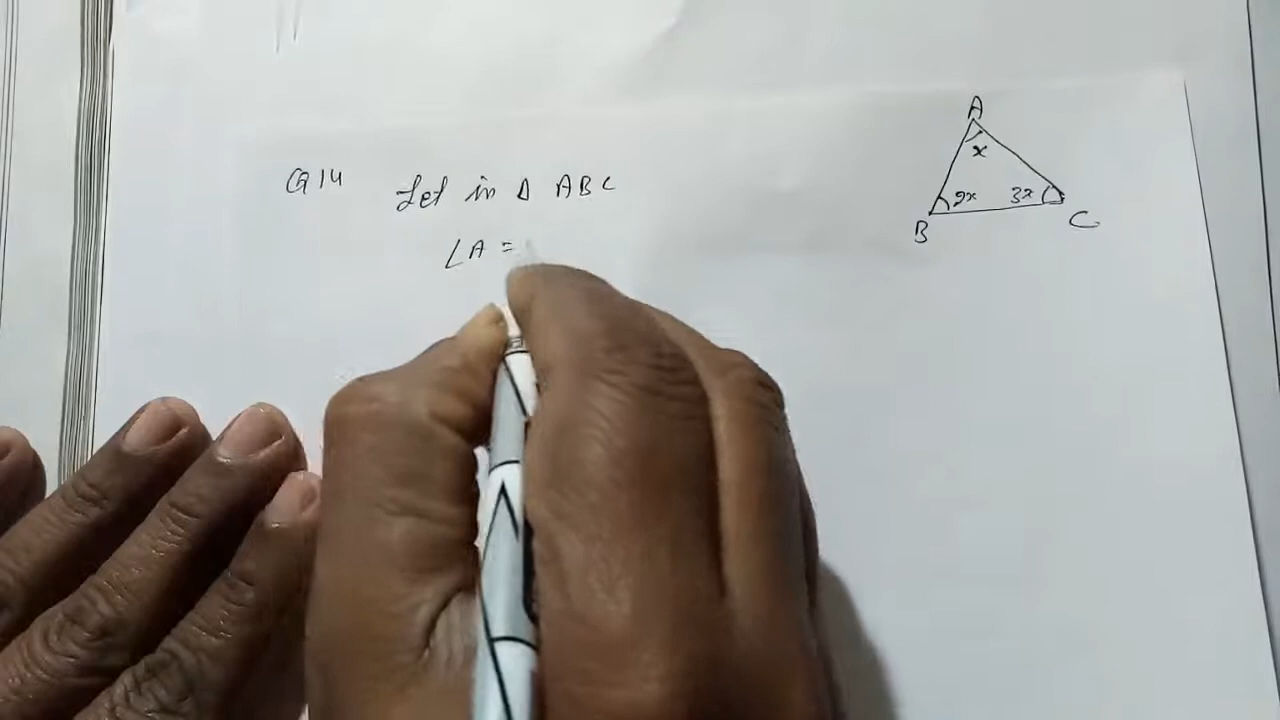 Q14 Let in Δ ABC
∠A =
A
x
2x 3x
B C